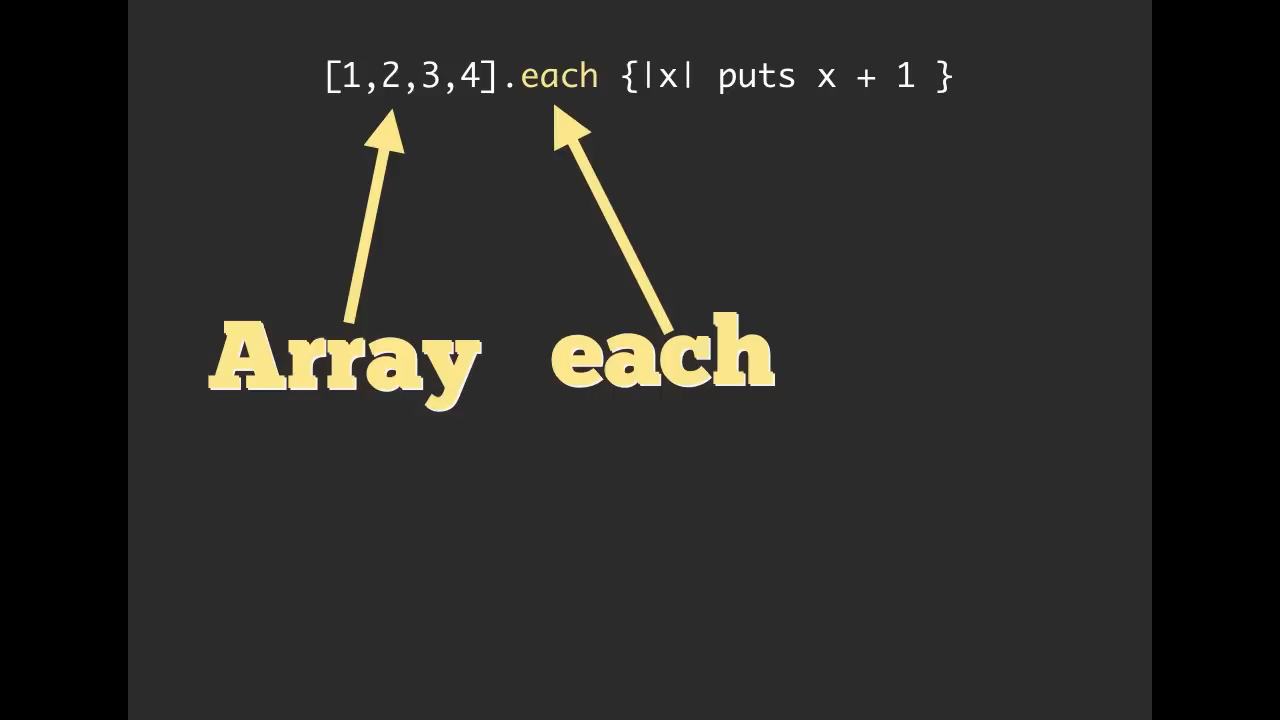 [1,2,3,4].each {|x| puts x + 1 }
Array each